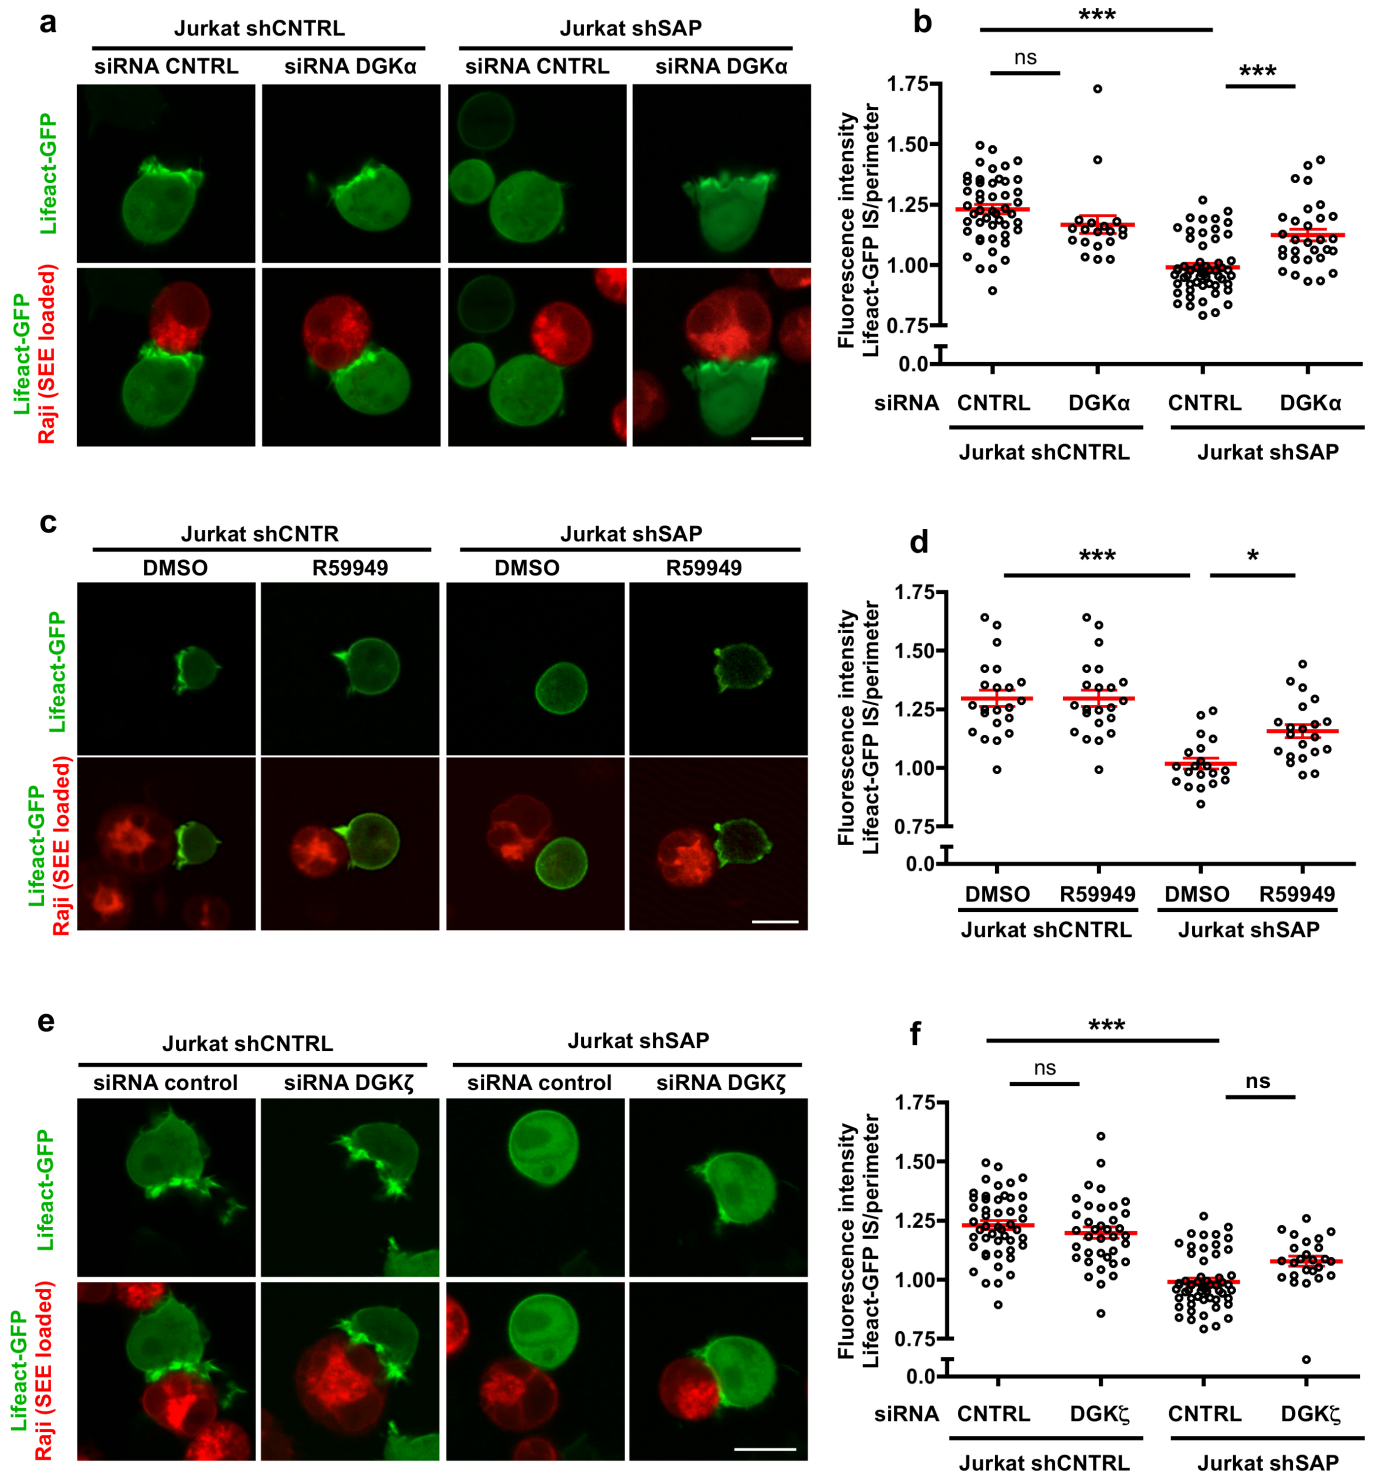 a
Jurkat shCNTRL
Jurkat shSAP
siRNA CNTRL
siRNA DGKα
siRNA CNTRL
siRNA DGKα
Lifeact-GFP
Lifeact-GFP
Raji (SEE loaded)
b
***
ns
***
Fluorescence intensity
Lifeact-GFP IS/perimeter
1.75
1.50
1.25
1.00
0.75
0.0
siRNA
CNTRL
DGKα
CNTRL
DGKα
Jurkat shCNTRL
Jurkat shSAP
c
Jurkat shCNTR
Jurkat shSAP
DMSO
R59949
DMSO
R59949
Lifeact-GFP
Lifeact-GFP
Raji (SEE loaded)
d
***
*
Fluorescence intensity
Lifeact-GFP IS/perimeter
1.75
1.50
1.25
1.00
0.75
0.0
DMSO
R59949
DMSO
R59949
Jurkat shCNTRL
Jurkat shSAP
e
Jurkat shCNTRL
Jurkat shSAP
siRNA control
siRNA DGKζ
siRNA control
siRNA DGKζ
Lifeact-GFP
Lifeact-GFP
Raji (SEE loaded)
f
***
ns
ns
Fluorescence intensity
Lifeact-GFP IS/perimeter
1.75
1.50
1.25
1.00
0.75
0.0
siRNA
CNTRL
DGKζ
CNTRL
DGKζ
Jurkat shCNTRL
Jurkat shSAP